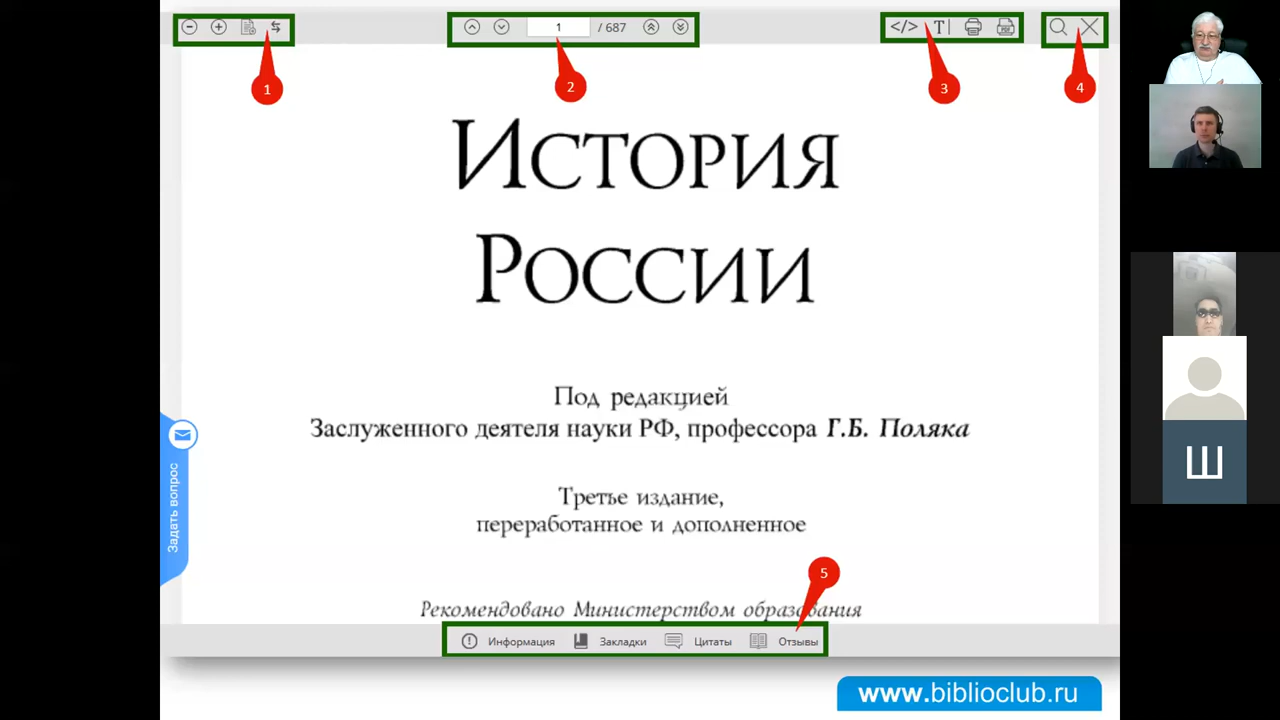 1 / 687
</> T| PDF
1
2
3
4
История
России
Под редакцией
Заслуженного деятеля науки РФ, профессора Г.Б. Поляка
Третье издание,
переработанное и дополненное
Задать вопрос
Ш
5
Рекомендовано Министерством образования
Информация Закладки Цитаты Отзывы
www.biblioclub.ru